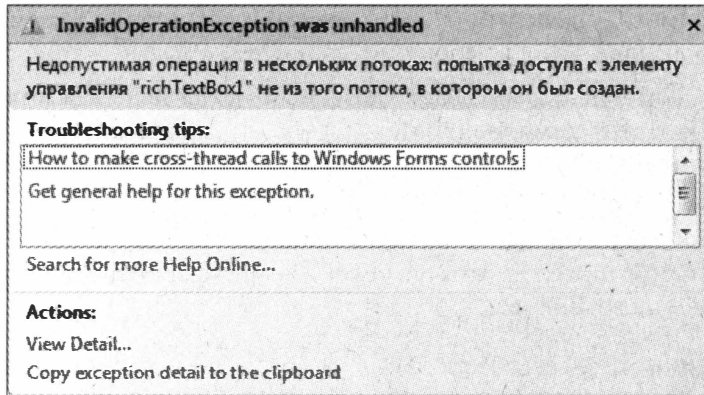 InvalidOperationException was unhandled
Недопустимая операция в нескольких потоках: попытка доступа к элементу
управления "richTextBox1" не из того потока, в котором он был создан.
Troubleshooting tips:
How to make cross-thread calls to Windows Forms controls
Get general help for this exception.
Search for more Help Online...
Actions:
View Detail...
Copy exception detail to the clipboard